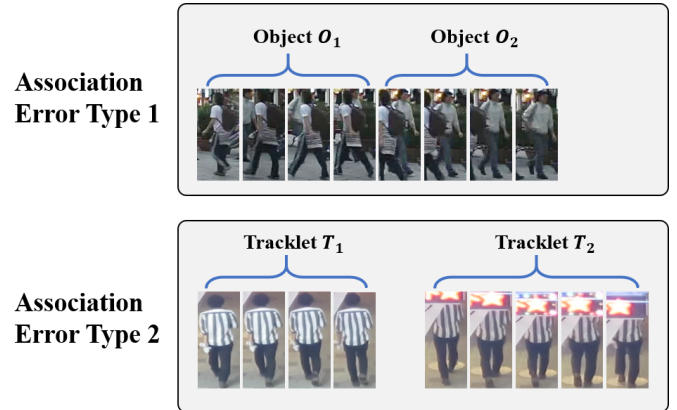 Object O₁
Object O₂
Association
Error Type 1
Tracklet T₁
Tracklet T₂
Association
Error Type 2